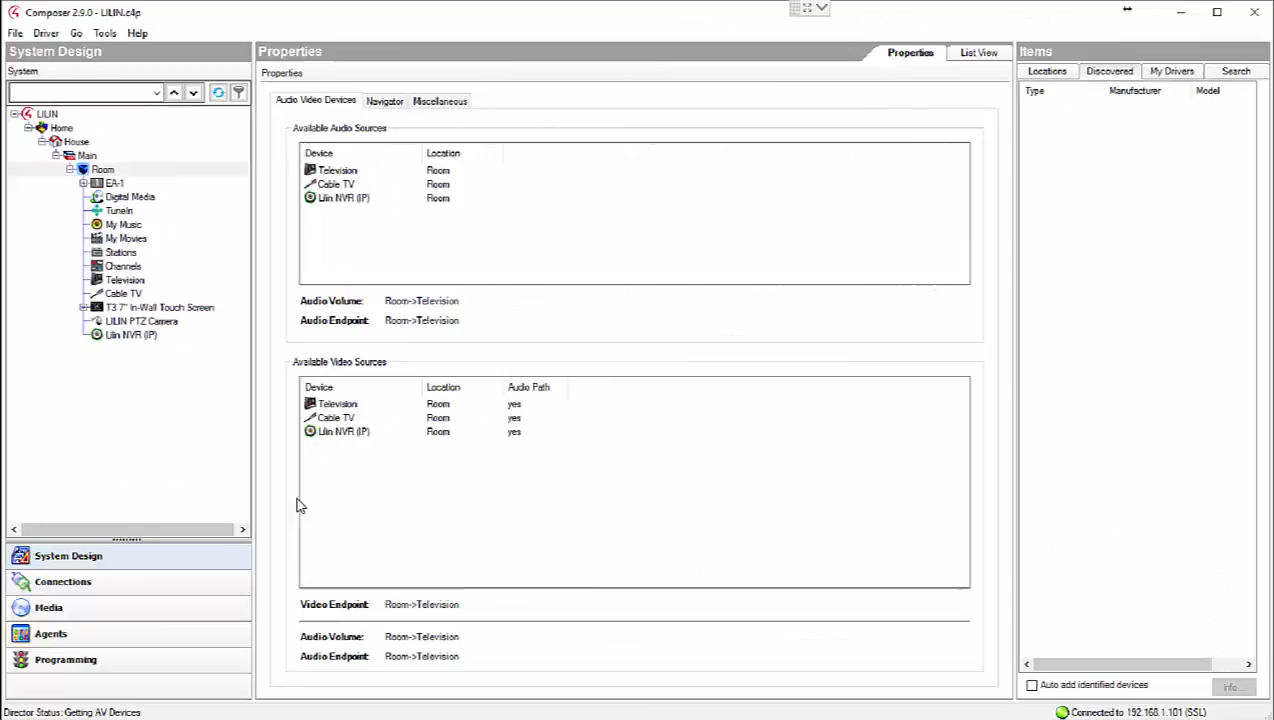 Composer 2.9.0 - LILIN.c4p
File Driver Go Tools Help
System Design
System
LILIN
Home
House
Main
Room
EA-1
Digital Media
TuneIn
My Music
My Movies
Stations
Channels
Television
Cable TV
T3 7" In-Wall Touch Screen
LILIN PTZ Camera
Lilin NVR (IP)
System Design
Connections
Media
Agents
Programming
Properties
Properties List View
Properties
Audio Video Devices Navigator Miscellaneous
Available Audio Sources
Device Location
Television Room
Cable TV Room
Lilin NVR (IP) Room
Audio Volume: Room->Television
Audio Endpoint: Room->Television
Available Video Sources
Device Location Audio Path
Television Room yes
Cable TV Room yes
Lilin NVR (IP) Room yes
Video Endpoint: Room->Television
Audio Volume: Room->Television
Audio Endpoint: Room->Television
Items
Locations Discovered My Drivers Search
Type Manufacturer Model
Auto add identified devices
Info...
Director Status: Getting AV Devices
Connected to 192.168.1.101 (SSL)